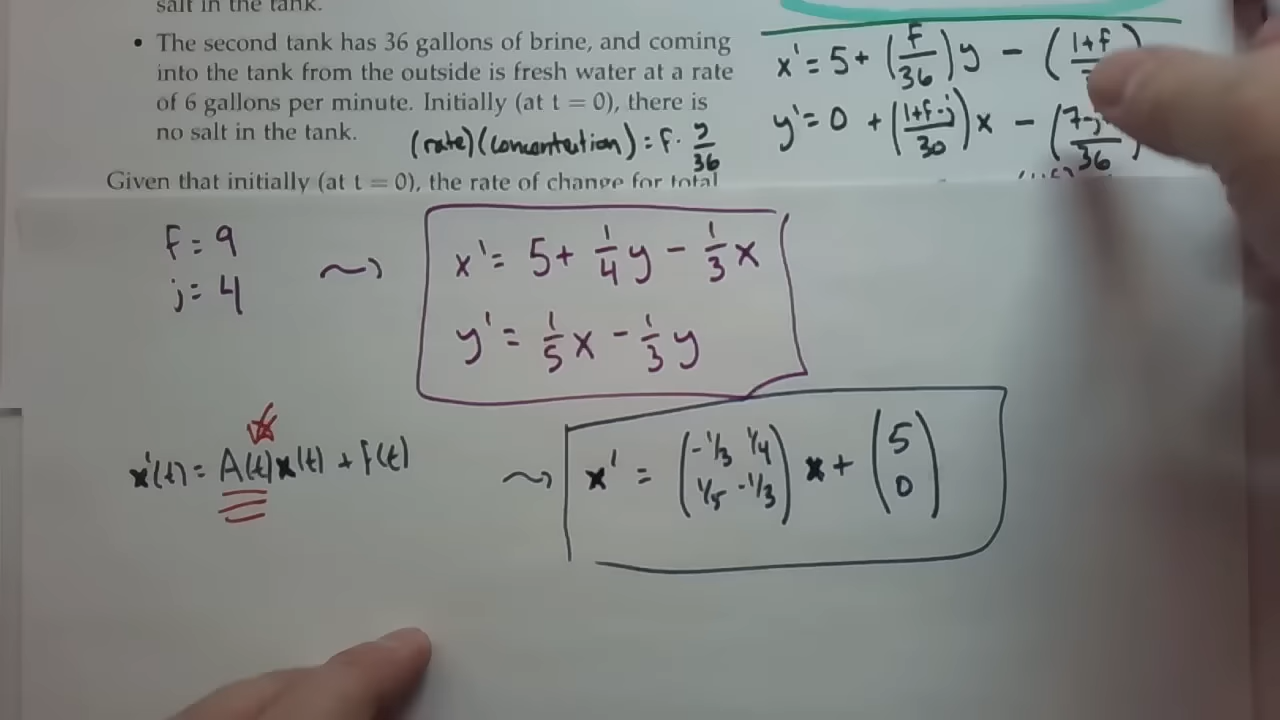 salt in the tank.
• The second tank has 36 gallons of brine, and coming
into the tank from the outside is fresh water at a rate
of 6 gallons per minute. Initially (at t = 0), there is
no salt in the tank.
(rate)(concentration) = f · y/36
Given that initially (at t = 0), the rate of change for total
x' = 5 + (f/36)y − (1+f
y' = 0 + (1+f-j/30)x − (7-j
36
f = 9
j = 4
⇝
x' = 5 + 1/4 y − 1/3 x
y' = 1/5 x − 1/3 y
x'(t) = A(t)x(t) + f(t)
⇝ x' = (-1/3 1/4
1/5 -1/3) x + (5
0)